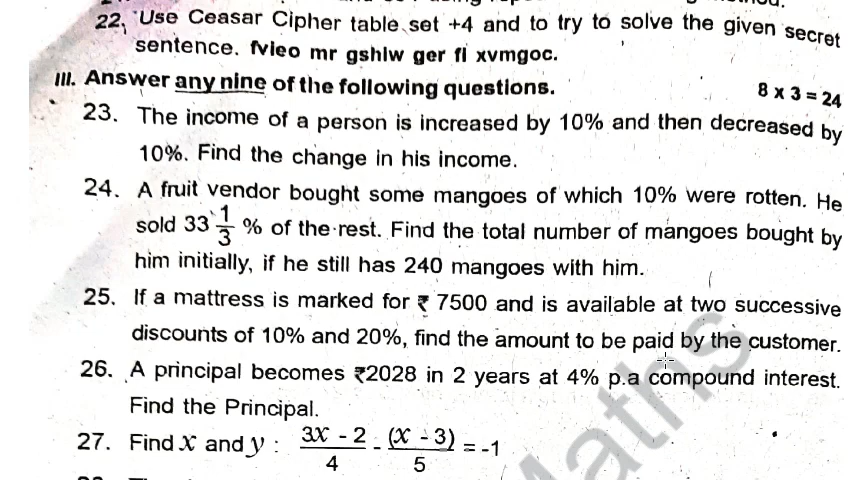 22. Use Ceasar Cipher table set +4 and to try to solve the given secret
sentence. fvieo mr gshiw ger fi xvmgoc.
III. Answer any nine of the following questions. 8 x 3 = 24
23. The income of a person is increased by 10% and then decreased by
10%. Find the change in his income.
24. A fruit vendor bought some mangoes of which 10% were rotten. He
sold 33 1/3 % of the rest. Find the total number of mangoes bought by
him initially, if he still has 240 mangoes with him.
25. If a mattress is marked for ₹ 7500 and is available at two successive
discounts of 10% and 20%, find the amount to be paid by the customer.
26. A principal becomes ₹2028 in 2 years at 4% p.a compound interest.
Find the Principal.
27. Find x and y : (3x - 2)/4 - (x - 3)/5 = -1
Maths